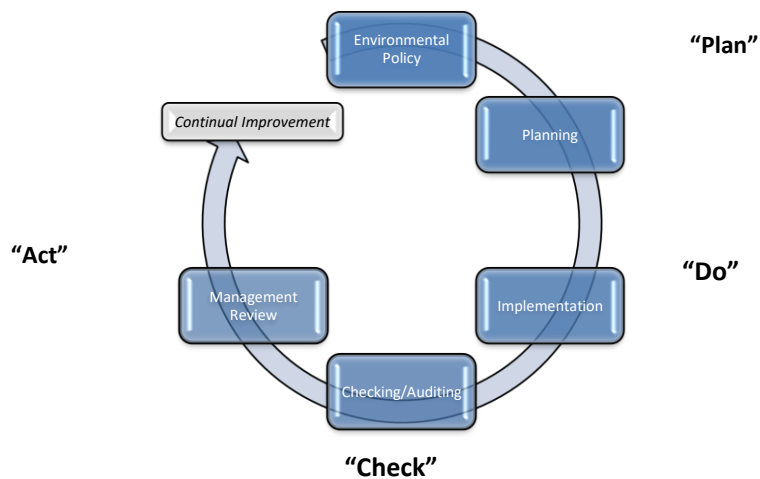 Environmental
Policy
“Plan”
Continual Improvement
Planning
“Act”
“Do”
Management
Review
Implementation
Checking/Auditing
“Check”